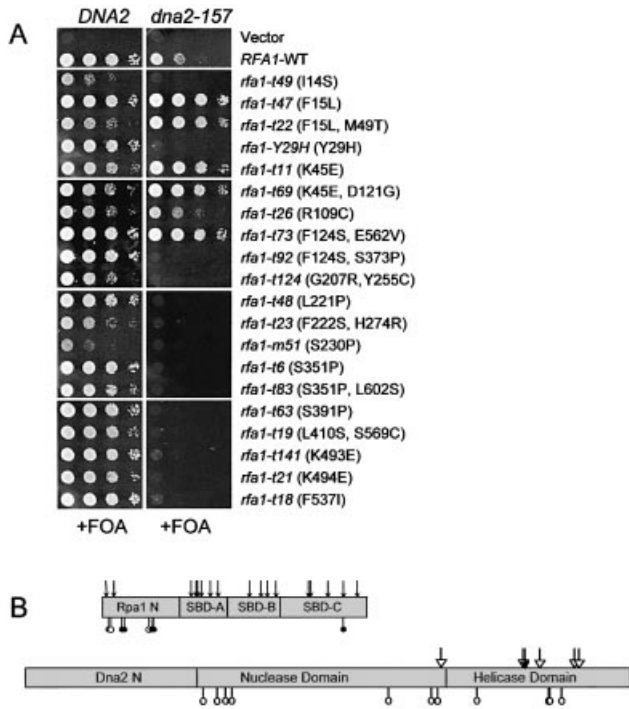 A
DNA2 dna2-157
Vector
RFA1-WT
rfa1-t49 (I14S)
rfa1-t47 (F15L)
rfa1-t22 (F15L, M49T)
rfa1-Y29H (Y29H)
rfa1-t11 (K45E)
rfa1-t69 (K45E, D121G)
rfa1-t26 (R109C)
rfa1-t73 (F124S, E562V)
rfa1-t92 (F124S, S373P)
rfa1-t124 (G207R, Y255C)
rfa1-t48 (L221P)
rfa1-t23 (F222S, H274R)
rfa1-m51 (S230P)
rfa1-t6 (S351P)
rfa1-t83 (S351P, L602S)
rfa1-t63 (S391P)
rfa1-t19 (L410S, S569C)
rfa1-t141 (K493E)
rfa1-t21 (K494E)
rfa1-t18 (F537I)
+FOA +FOA
B
Rpa1 N SBD-A SBD-B SBD-C
Dna2 N Nuclease Domain Helicase Domain